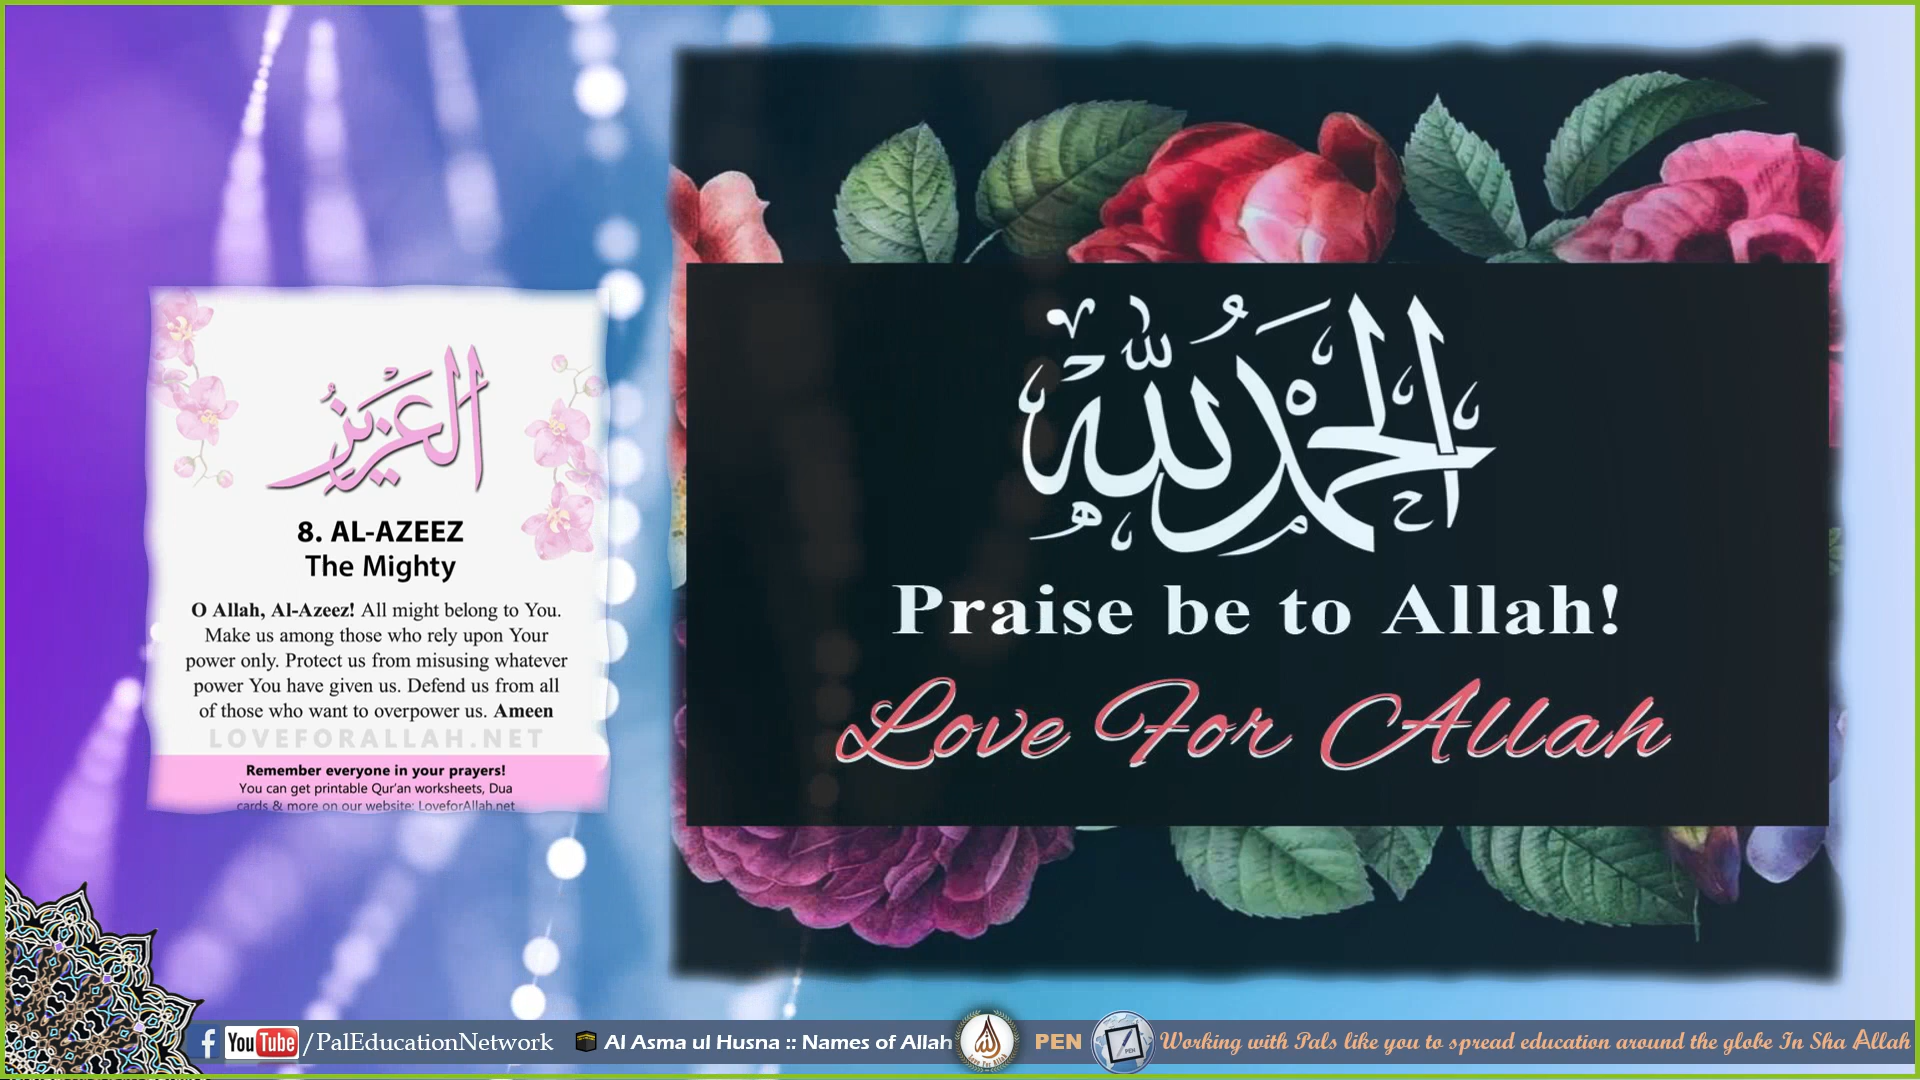 العزيز
8. AL-AZEEZ
The Mighty
O Allah, Al-Azeez! All might belong to You.
Make us among those who rely upon Your
power only. Protect us from misusing whatever
power You have given us. Defend us from all
of those who want to overpower us. Ameen
LOVEFORALLAH.NET
Remember everyone in your prayers!
You can get printable Qur'an worksheets, Dua
cards & more on our website: LoveforAllah.net
الحمد لله
Praise be to Allah!
Love For Allah
f YouTube /PalEducationNetwork 🕋 Al Asma ul Husna :: Names of Allah Love For Allah PEN PEN Working with Pals like you to spread education around the globe In Sha Allah